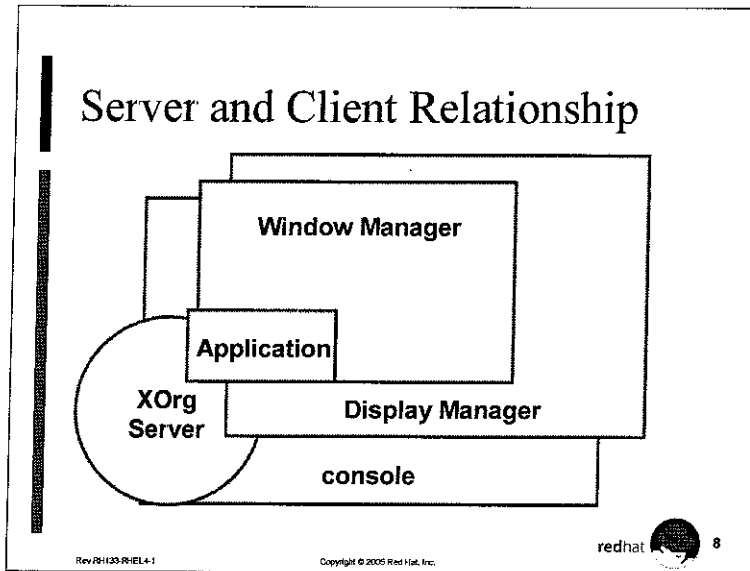 Server and Client Relationship
Window Manager
Application
XOrg
Server
Display Manager
console
redhat
8
Rev RH133-RHEL4-1
Copyright © 2005 Red Hat, Inc.